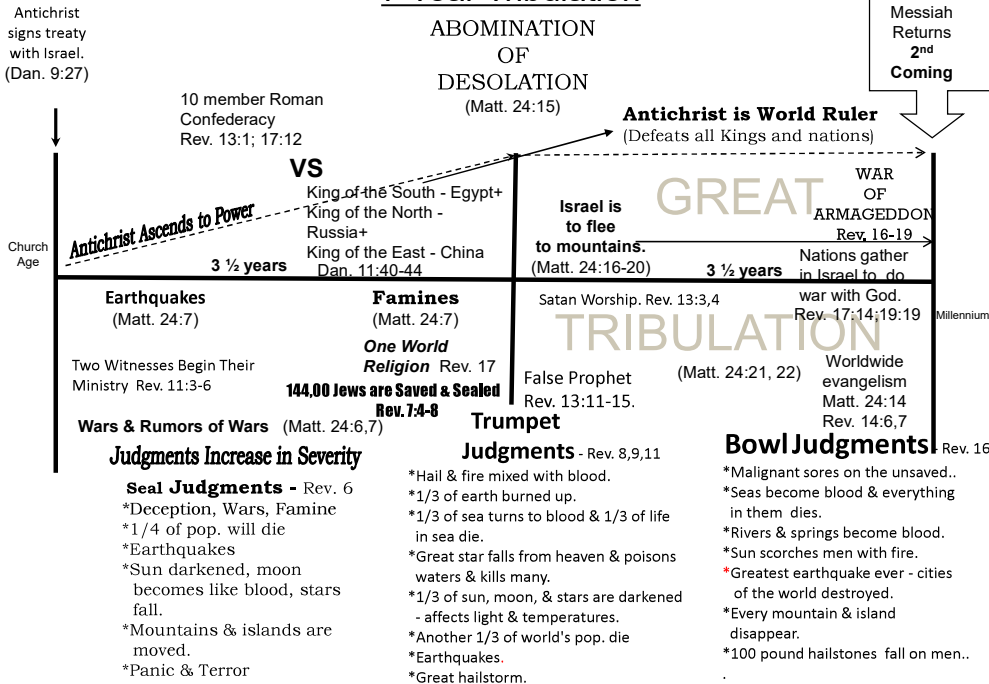 7 Year Tribulation
Antichrist
signs treaty
with Israel.
(Dan. 9:27)
ABOMINATION
OF
DESOLATION
(Matt. 24:15)
Messiah
Returns
2nd
Coming
10 member Roman
Confederacy
Rev. 13:1; 17:12
VS
King of the South - Egypt+
King of the North -
Russia+
King of the East - China
Dan. 11:40-44
Antichrist is World Ruler
(Defeats all Kings and nations)
Antichrist Ascends to Power
Church
Age
3 ½ years
Israel is
to flee
to mountains.
(Matt. 24:16-20)
GREAT
TRIBULATION
3 ½ years
WAR
OF
ARMAGEDDON
Rev. 16-19
Nations gather
in Israel to do
war with God.
Rev. 17:14;19:19
Millennium
Earthquakes
(Matt. 24:7)
Famines
(Matt. 24:7)
One World
Religion Rev. 17
Two Witnesses Begin Their
Ministry Rev. 11:3-6
144,00 Jews are Saved & Sealed
Rev. 7:4-8
Wars & Rumors of Wars (Matt. 24:6,7)
Satan Worship. Rev. 13:3,4
False Prophet
Rev. 13:11-15.
(Matt. 24:21, 22)
Worldwide
evangelism
Matt. 24:14
Rev. 14:6,7
Judgments Increase in Severity
Seal Judgments - Rev. 6
*Deception, Wars, Famine
*1/4 of pop. will die
*Earthquakes
*Sun darkened, moon
becomes like blood, stars
fall.
*Mountains & islands are
moved.
*Panic & Terror
Trumpet
Judgments - Rev. 8,9,11
*Hail & fire mixed with blood.
*1/3 of earth burned up.
*1/3 of sea turns to blood & 1/3 of life
in sea die.
*Great star falls from heaven & poisons
waters & kills many.
*1/3 of sun, moon, & stars are darkened
- affects light & temperatures.
*Another 1/3 of world's pop. die
*Earthquakes.
*Great hailstorm.
Bowl Judgments - Rev. 16
*Malignant sores on the unsaved..
*Seas become blood & everything
in them dies.
*Rivers & springs become blood.
*Sun scorches men with fire.
*Greatest earthquake ever - cities
of the world destroyed.
*Every mountain & island
disappear.
*100 pound hailstones fall on men..
.